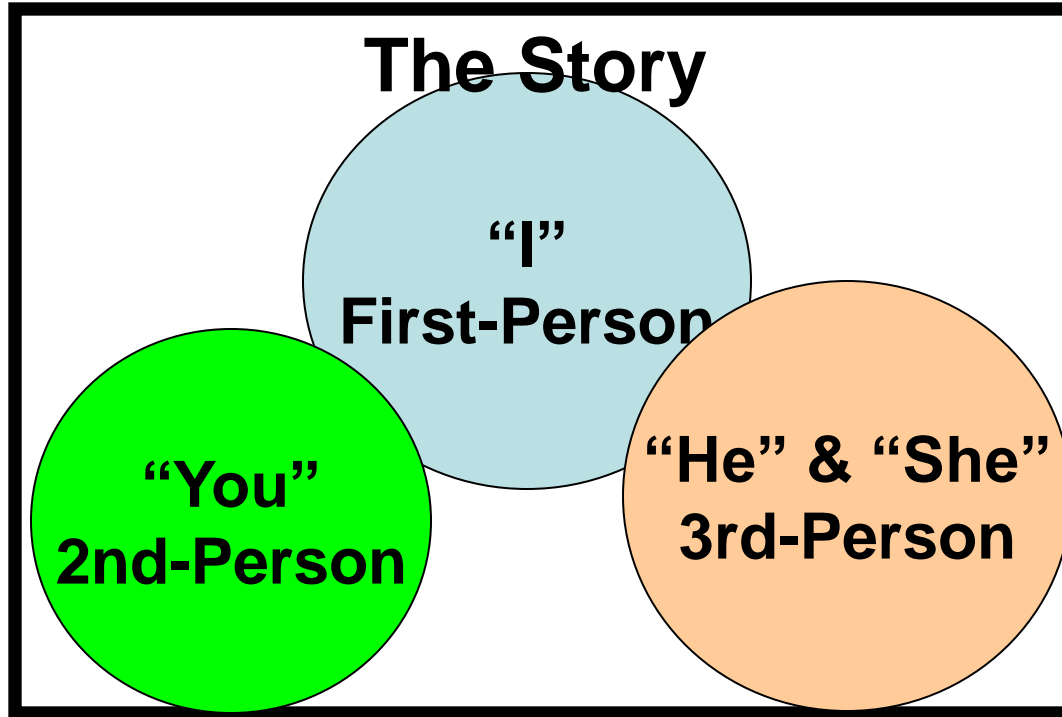 The Story
“I”
First-Person
“You”
2nd-Person
“He” & “She”
3rd-Person